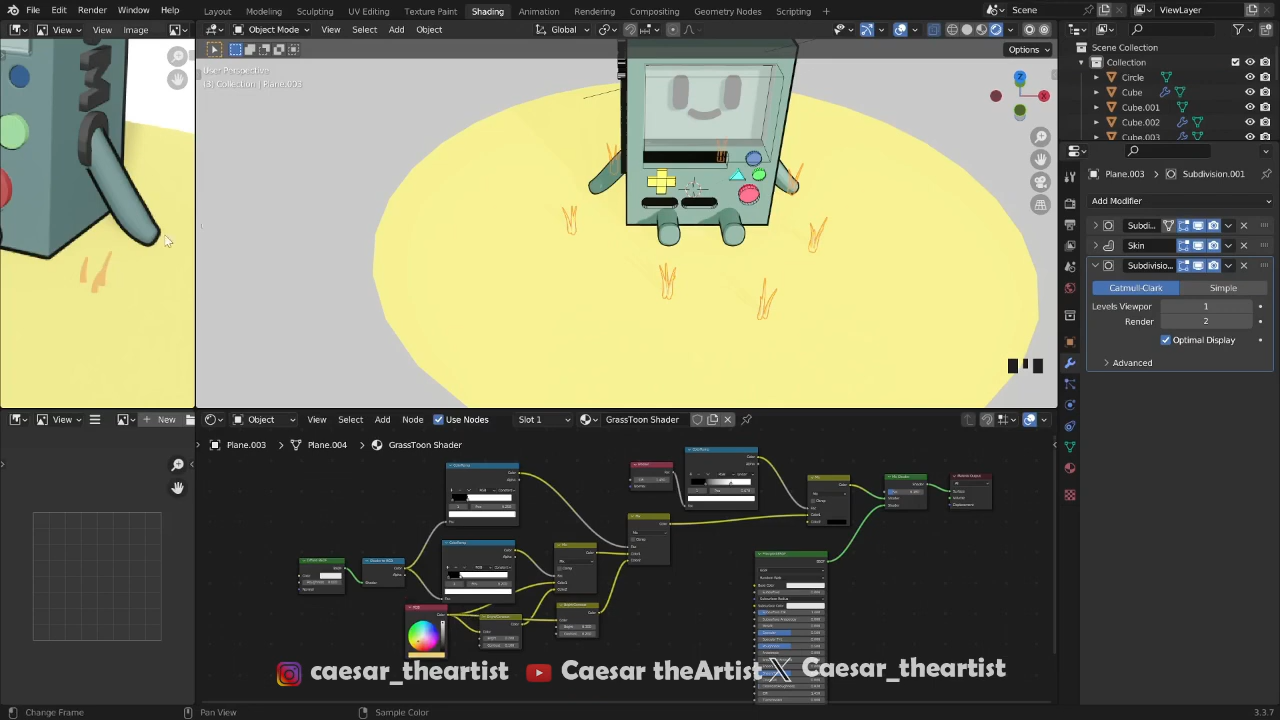 File Edit Render Window Help Layout Modeling Sculpting UV Editing Texture Paint Shading Animation Rendering Compositing Geometry Nodes Scripting Scene ViewLayer
View View Image Object Mode View Select Add Object Global
Options
User Perspective
(3) Collection | Plane.003
Scene Collection
Collection
Circle
Cube
Cube.001
Cube.002
Cube.003
Plane.003 Subdivision.001
Add Modifier
Subdi...
Skin
Subdivisio...
Catmull-Clark Simple
Levels Viewpor 1
Render 2
Optimal Display
Advanced
View New Object View Select Add Node Use Nodes Slot 1 GrassToon Shader
Plane.003 Plane.004 GrassToon Shader
Caesar_theartist Caesar theArtist Caesar_theartist
Change Frame Pan View Sample Color 3.3.7